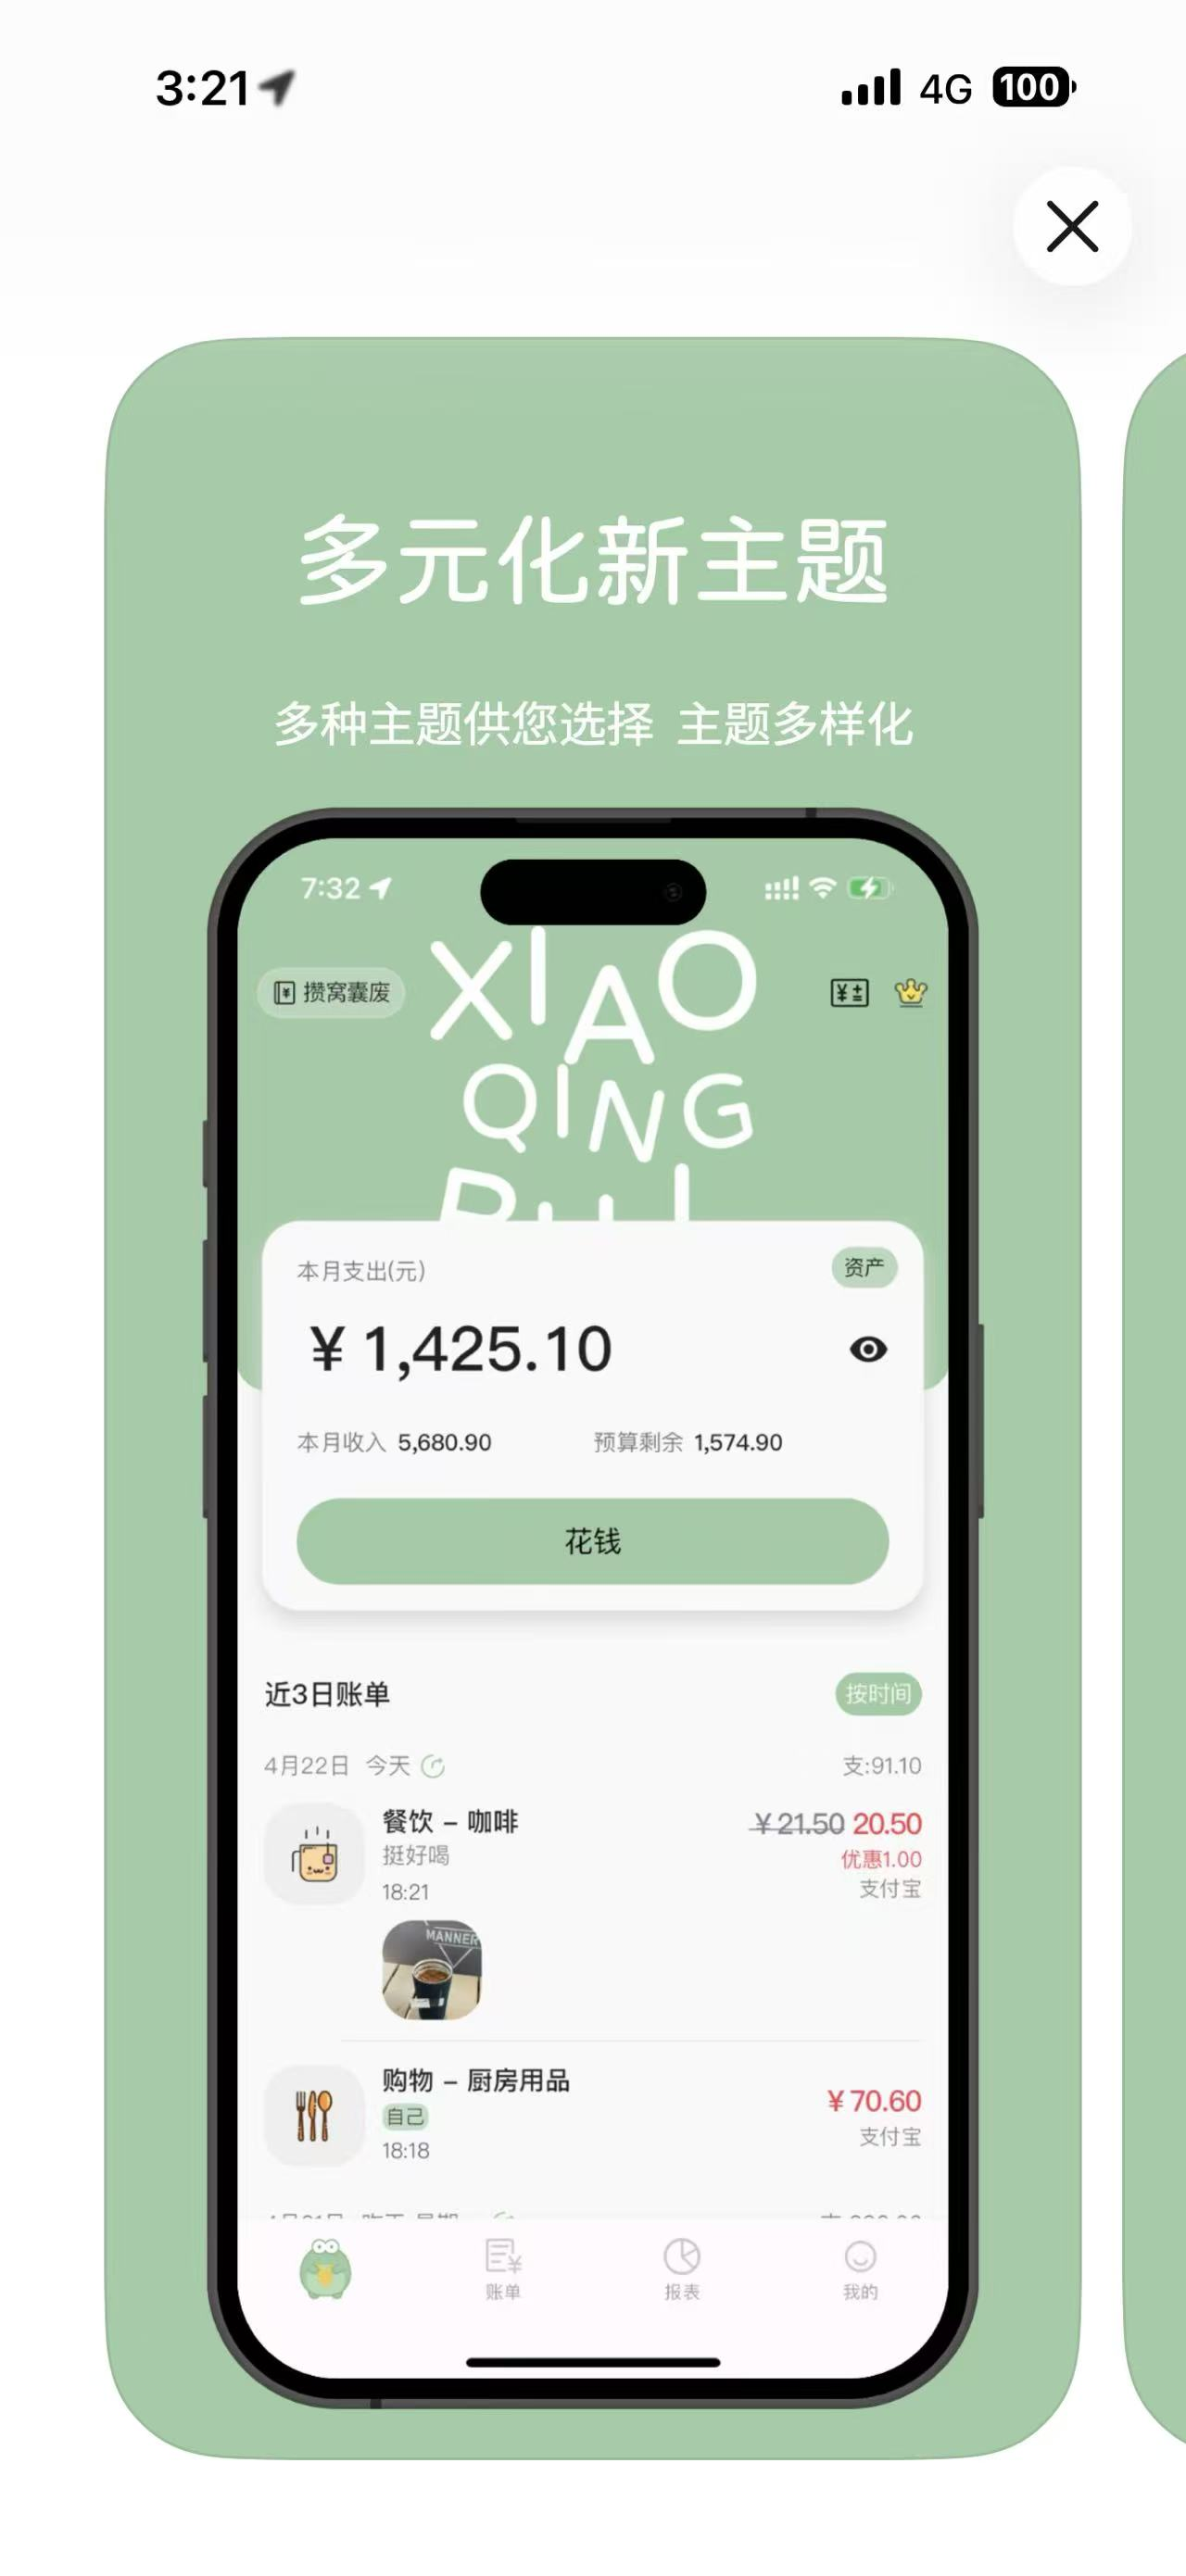 3:21 4G 100
多元化新主题
多种主题供您选择 主题多样化
7:32
攒窝囊废
XIAO
QING
本月支出(元) 资产
¥ 1,425.10
本月收入 5,680.90 预算剩余 1,574.90
花钱
近3日账单 按时间
4月22日 今天 支:91.10
餐饮 – 咖啡 ¥21.50 20.50
挺好喝 优惠1.00
18:21 支付宝
MANNER
购物 – 厨房用品 ¥70.60
自己
18:18 支付宝
账单 报表 我的